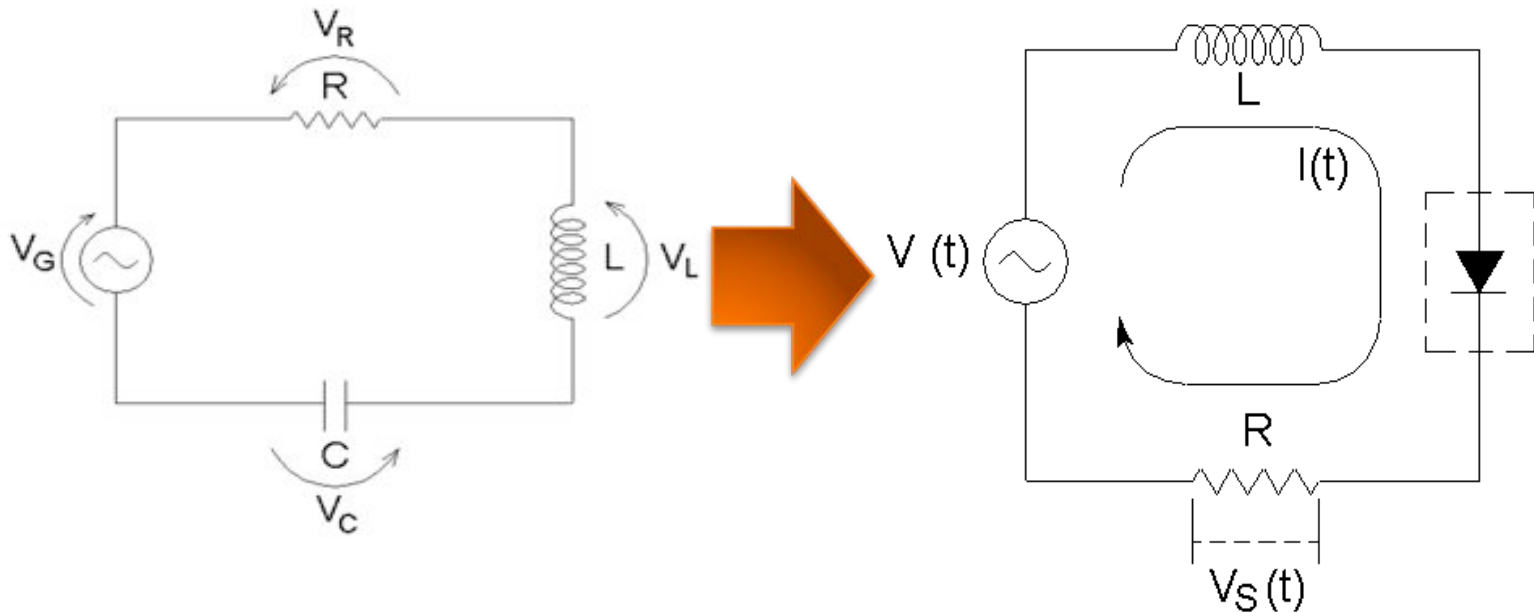 V_R
R
V_G
L
V_L
C
V_C
L
I(t)
V (t)
R
V_S (t)